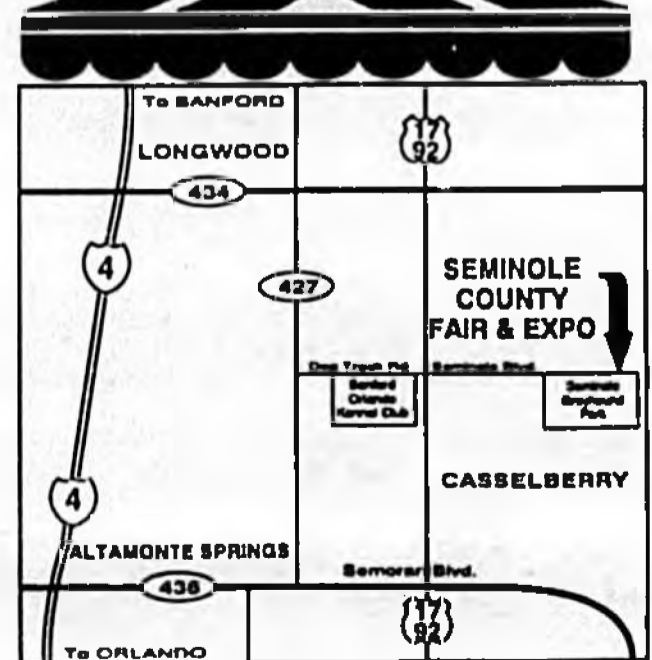 To SANFORD
LONGWOOD
17
92
434
4
427
SEMINOLE
COUNTY
FAIR & EXPO
Dog Track Rd
Seminole Blvd.
Sanford
Orlando
Kennel Club
Seminole
Greyhound
Park
4
CASSELBERRY
ALTAMONTE SPRINGS
Semoran Blvd.
436
17
92
To ORLANDO